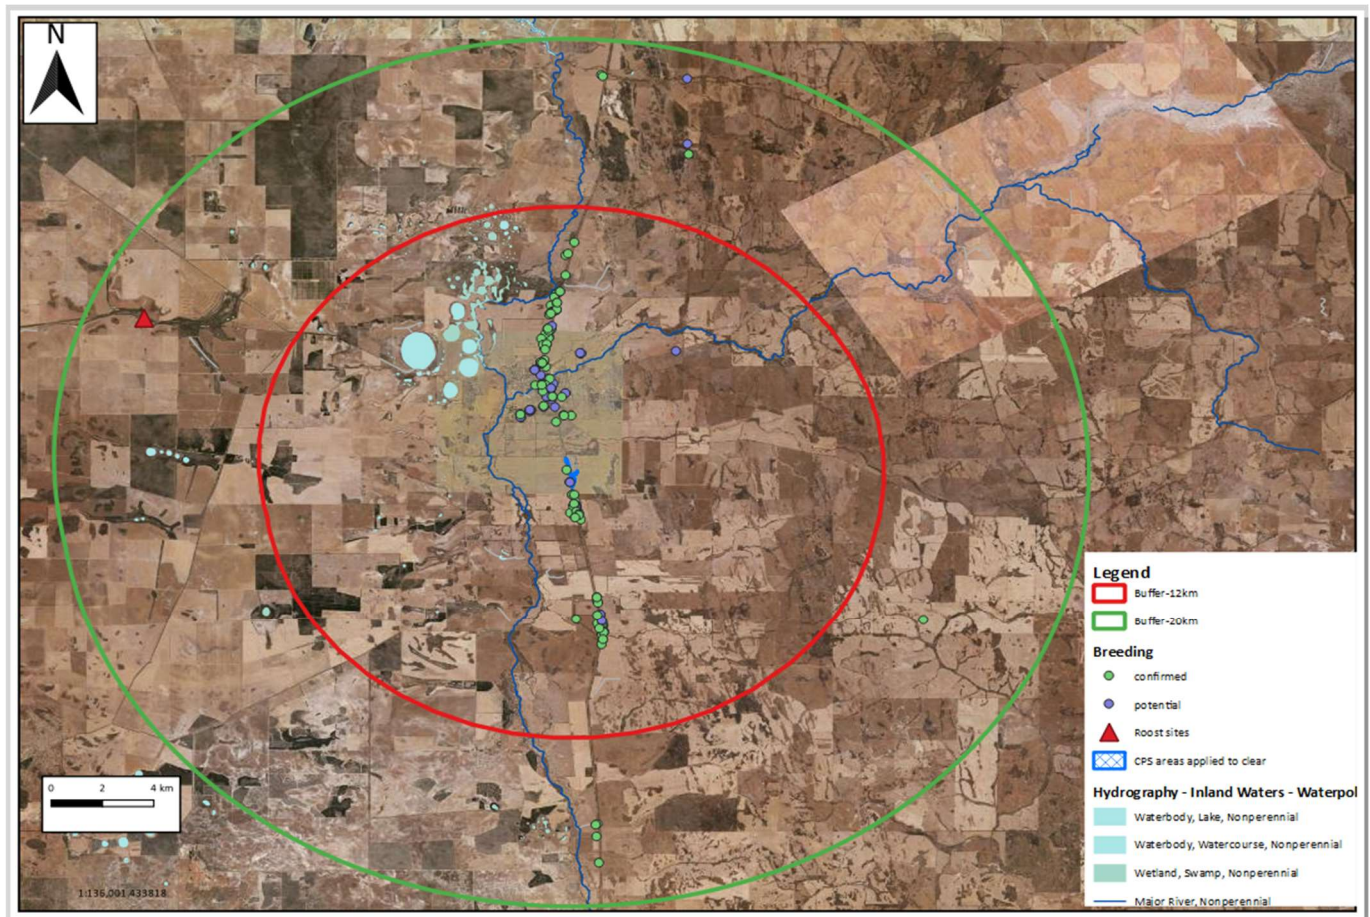 N
Legend
Buffer-12km
Buffer-20km
Breeding
confirmed
potential
Roost sites
CPS areas applied to clear
Hydrography - Inland Waters - Waterpol
Waterbody, Lake, Nonperennial
Waterbody, Watercourse, Nonperennial
Wetland, Swamp, Nonperennial
Major River, Nonperennial
0 2 4 km
1:136,001.433818